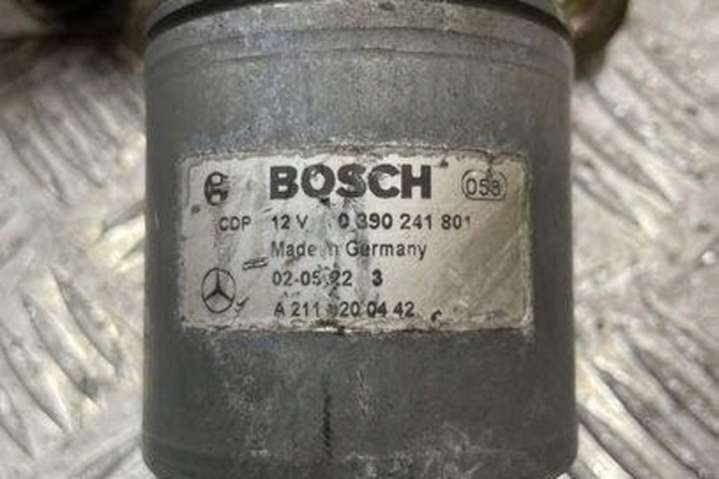 BOSCH 058
CDP 12 V 0 390 241 801
Made in Germany
02-05-22 3
A 211 820 04 42